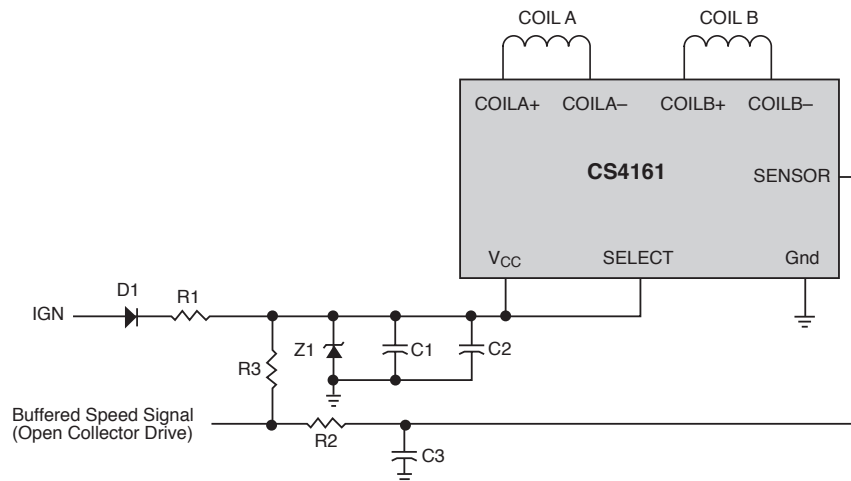 COIL A
COIL B
COILA+
COILA–
COILB+
COILB–
CS4161
SENSOR
VCC
SELECT
Gnd
D1
R1
IGN
Z1
C1
C2
R3
Buffered Speed Signal
(Open Collector Drive)
R2
C3